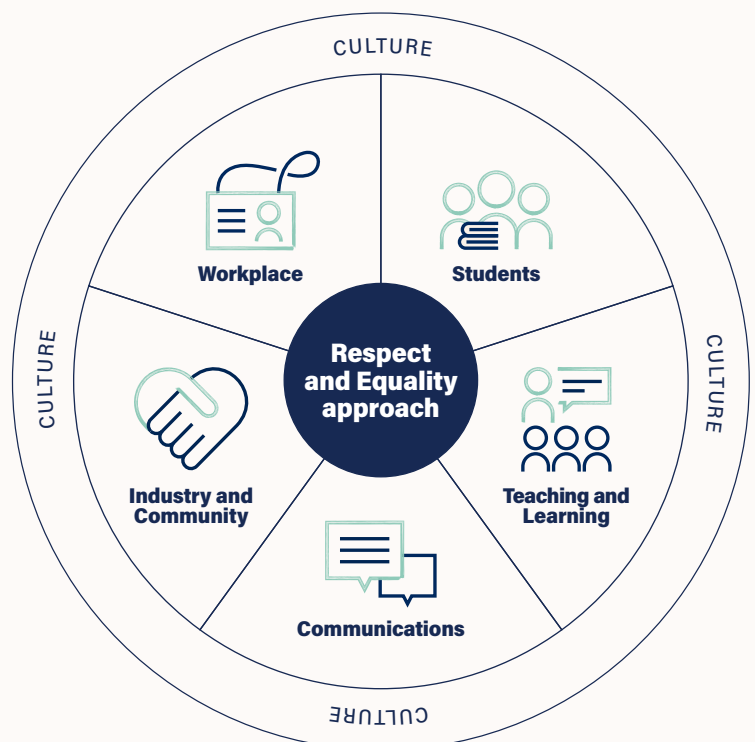 CULTURE
Workplace
Students
Respect
and Equality
approach
CULTURE
CULTURE
Industry and
Community
Teaching and
Learning
Communications
CULTURE